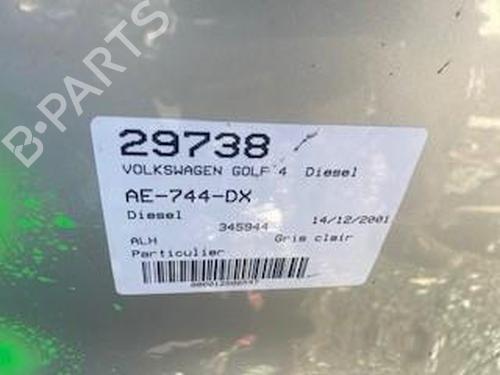 B-PARTS
29738
VOLKSWAGEN GOLF 4 Diesel
AE-744-DX
Diesel 345944 14/12/2001
ALH Gris clair
Particulier